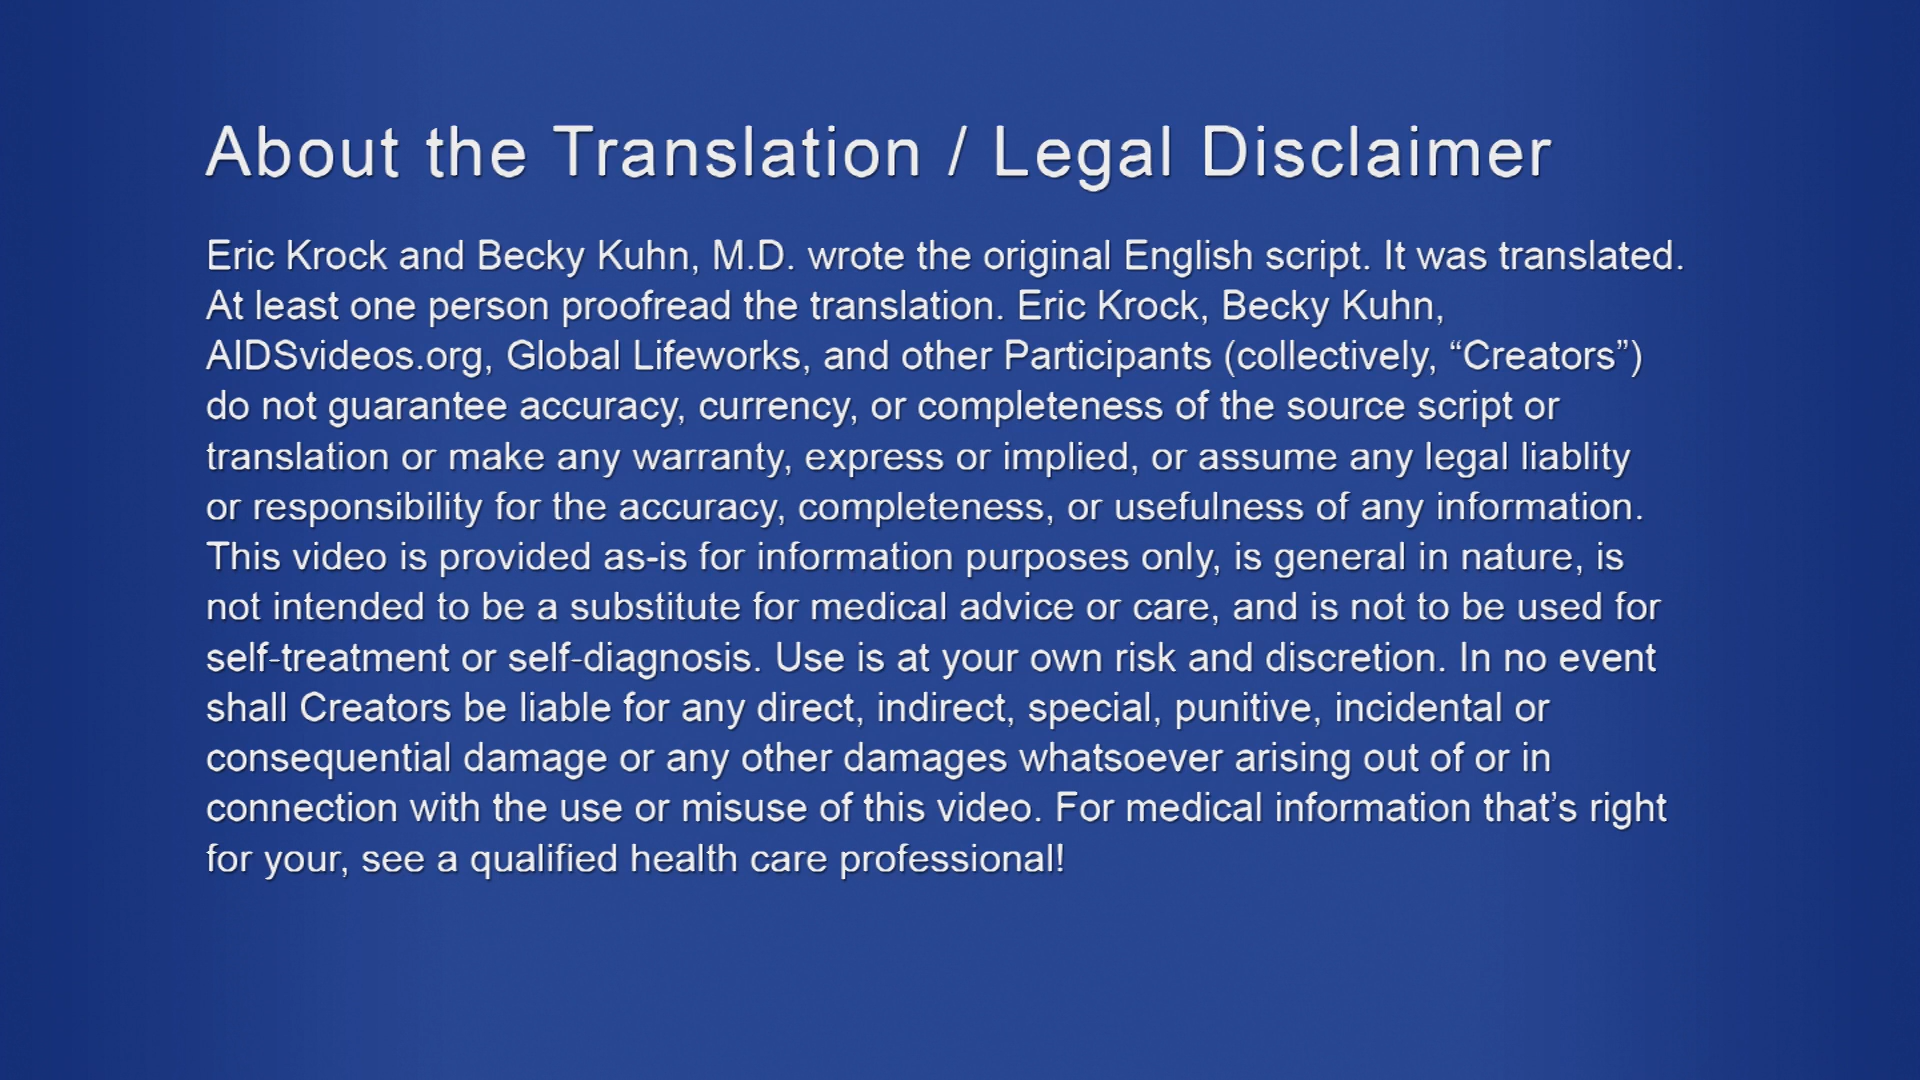 About the Translation / Legal Disclaimer
Eric Krock and Becky Kuhn, M.D. wrote the original English script. It was translated.
At least one person proofread the translation. Eric Krock, Becky Kuhn,
AIDSvideos.org, Global Lifeworks, and other Participants (collectively, “Creators”)
do not guarantee accuracy, currency, or completeness of the source script or
translation or make any warranty, express or implied, or assume any legal liablity
or responsibility for the accuracy, completeness, or usefulness of any information.
This video is provided as-is for information purposes only, is general in nature, is
not intended to be a substitute for medical advice or care, and is not to be used for
self-treatment or self-diagnosis. Use is at your own risk and discretion. In no event
shall Creators be liable for any direct, indirect, special, punitive, incidental or
consequential damage or any other damages whatsoever arising out of or in
connection with the use or misuse of this video. For medical information that’s right
for your, see a qualified health care professional!